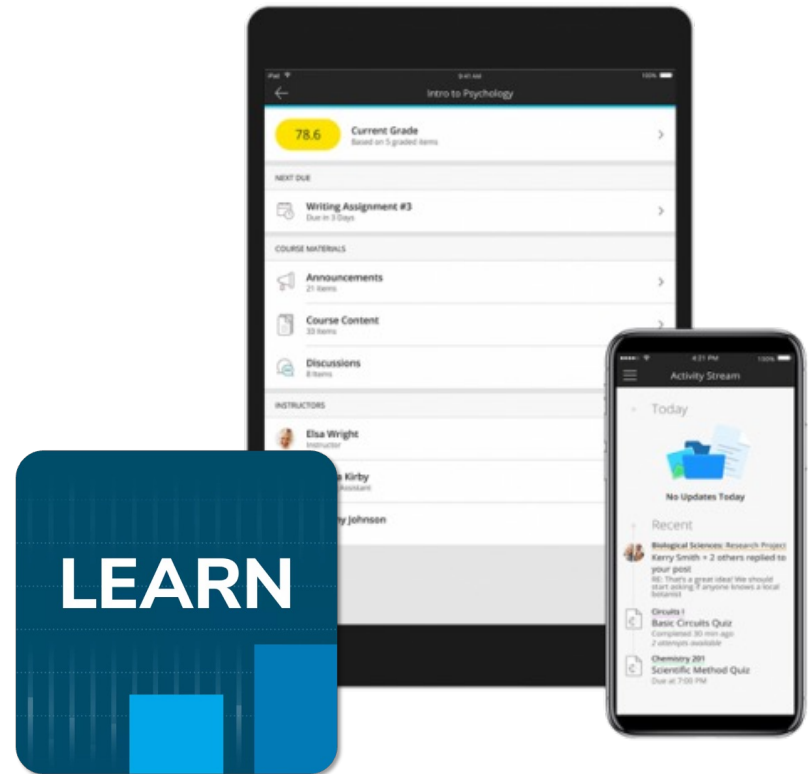 iPad
9:41 AM
100%
Intro to Psychology
78.6
Current Grade
Based on 5 graded items
NEXT DUE
Writing Assignment #3
Due in 3 Days
COURSE MATERIALS
Announcements
21 items
Course Content
33 items
Discussions
8 items
INSTRUCTORS
Elsa Wright
Instructor
Kirby
Assistant
Johnson
LEARN
4:21 PM
100%
Activity Stream
Today
No Updates Today
Recent
Biological Sciences: Research Project
Kerry Smith + 2 others replied to
your post
RE: That's a great idea! We should
start asking if anyone knows a local
botanist
Circuits I
Basic Circuits Quiz
Completed 30 min ago
2 attempts available
Chemistry 201
Scientific Method Quiz
Due at 7:00 PM